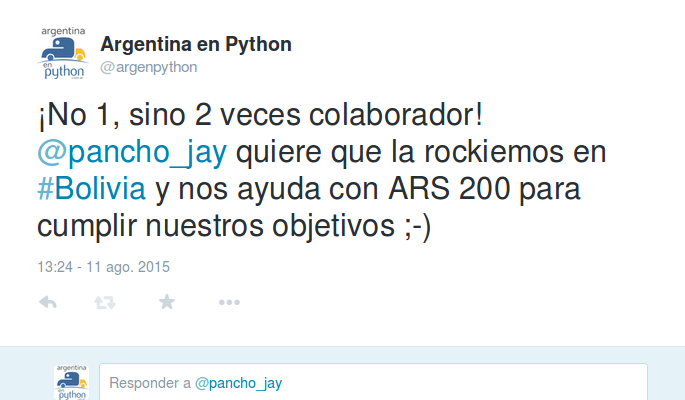 argentina
en
python
.com.ar
Argentina en Python
@argenpython
¡No 1, sino 2 veces colaborador!
@pancho_jay quiere que la rockiemos en
#Bolivia y nos ayuda con ARS 200 para
cumplir nuestros objetivos ;-)
13:24 - 11 ago. 2015
argentina
en
python
Responder a @pancho_jay